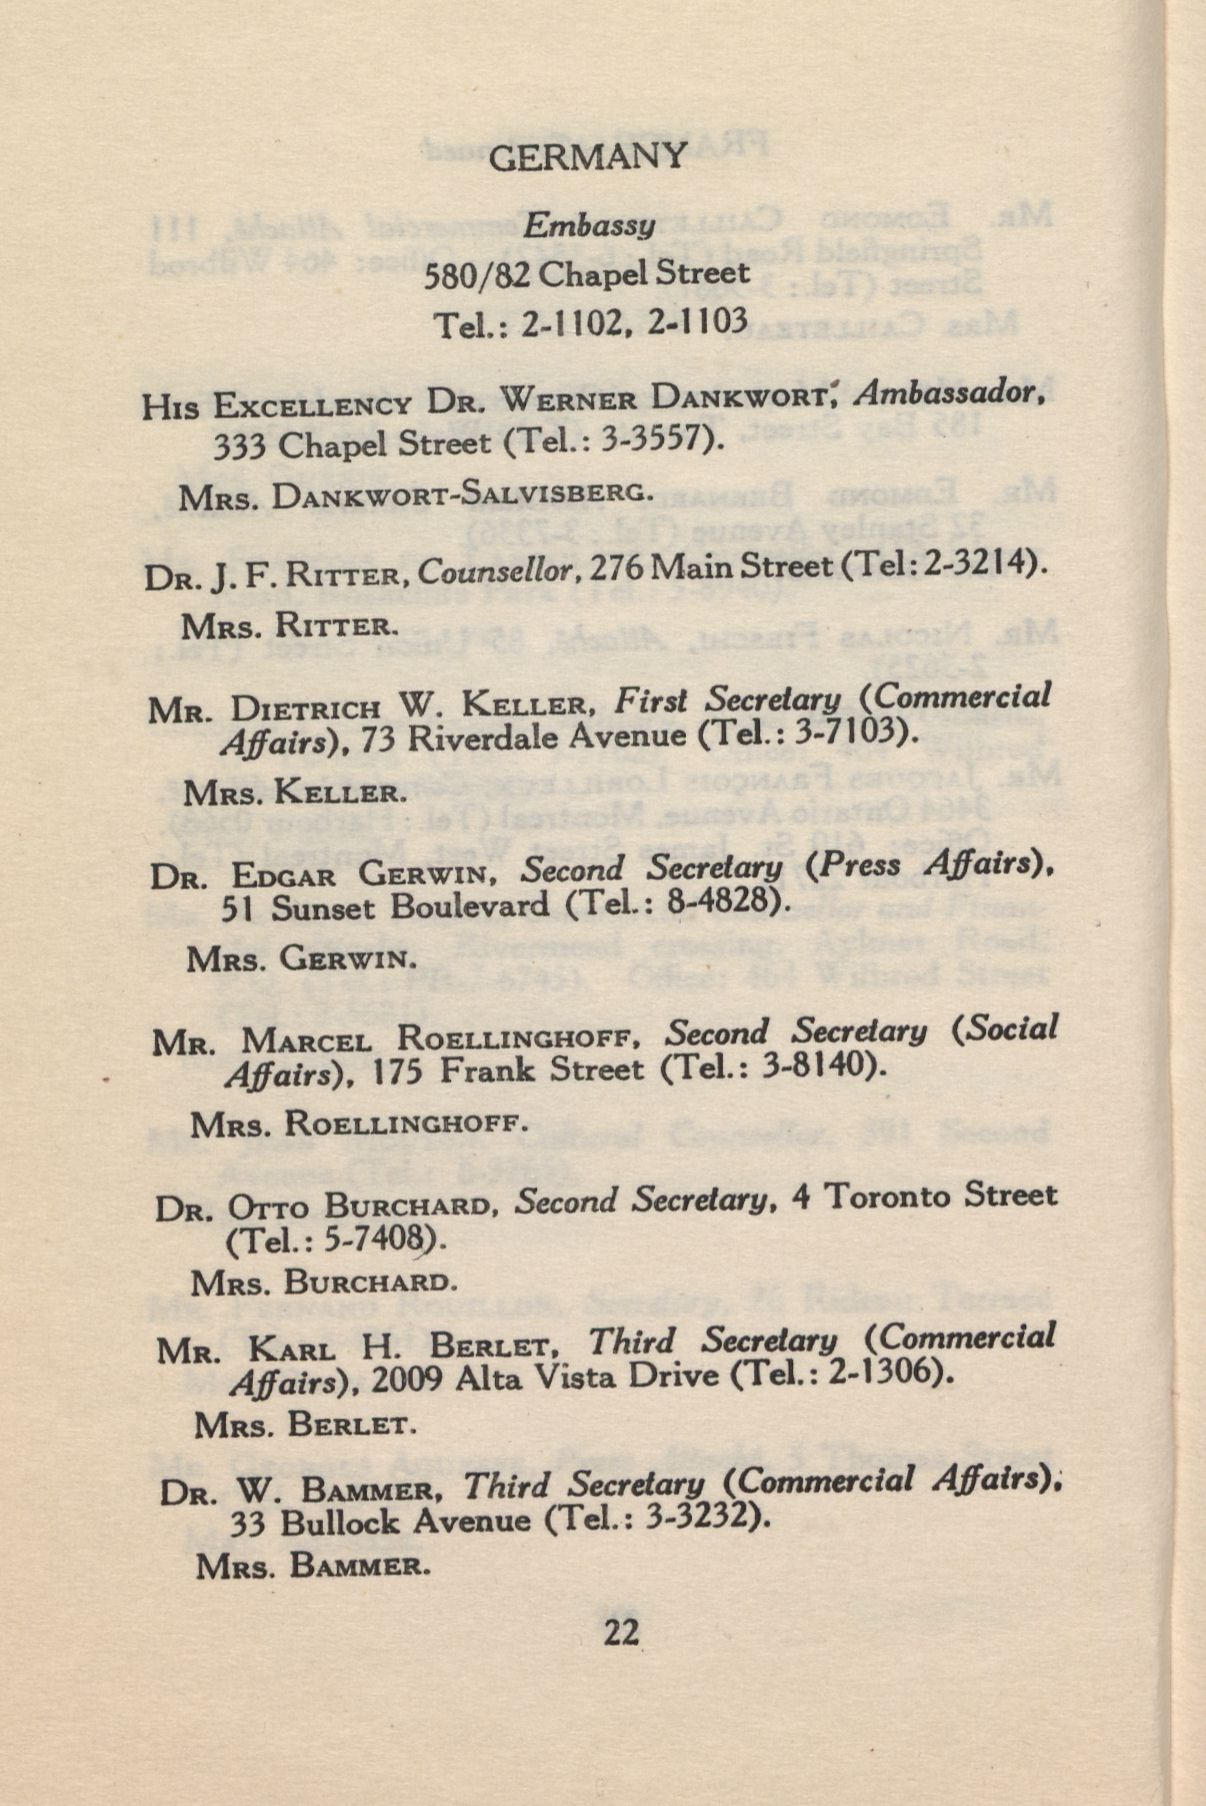 GERMANY
Embassy
580/82 Chapel Street
Tel.: 2-1102, 2-1103
HIS EXCELLENCY DR. WERNER DANKWORT, Ambassador,
333 Chapel Street (Tel.: 3-3557).
MRS. DANKWORT-SALVISBERG.
DR. J. F. RITTER, Counsellor, 276 Main Street (Tel: 2-3214).
MRS. RITTER.
MR. DIETRICH W. KELLER, First Secretary (Commercial
Affairs), 73 Riverdale Avenue (Tel.: 3-7103).
MRS. KELLER.
DR. EDGAR GERWIN, Second Secretary (Press Affairs),
51 Sunset Boulevard (Tel.: 8-4828).
MRS. GERWIN.
MR. MARCEL ROELLINGHOFF, Second Secretary (Social
Affairs), 175 Frank Street (Tel.: 3-8140).
MRS. ROELLINGHOFF.
DR. OTTO BURCHARD, Second Secretary, 4 Toronto Street
(Tel.: 5-7408).
MRS. BURCHARD.
MR. KARL H. BERLET, Third Secretary (Commercial
Affairs), 2009 Alta Vista Drive (Tel.: 2-1306).
MRS. BERLET.
DR. W. BAMMER, Third Secretary (Commercial Affairs),
33 Bullock Avenue (Tel.: 3-3232).
MRS. BAMMER.
22